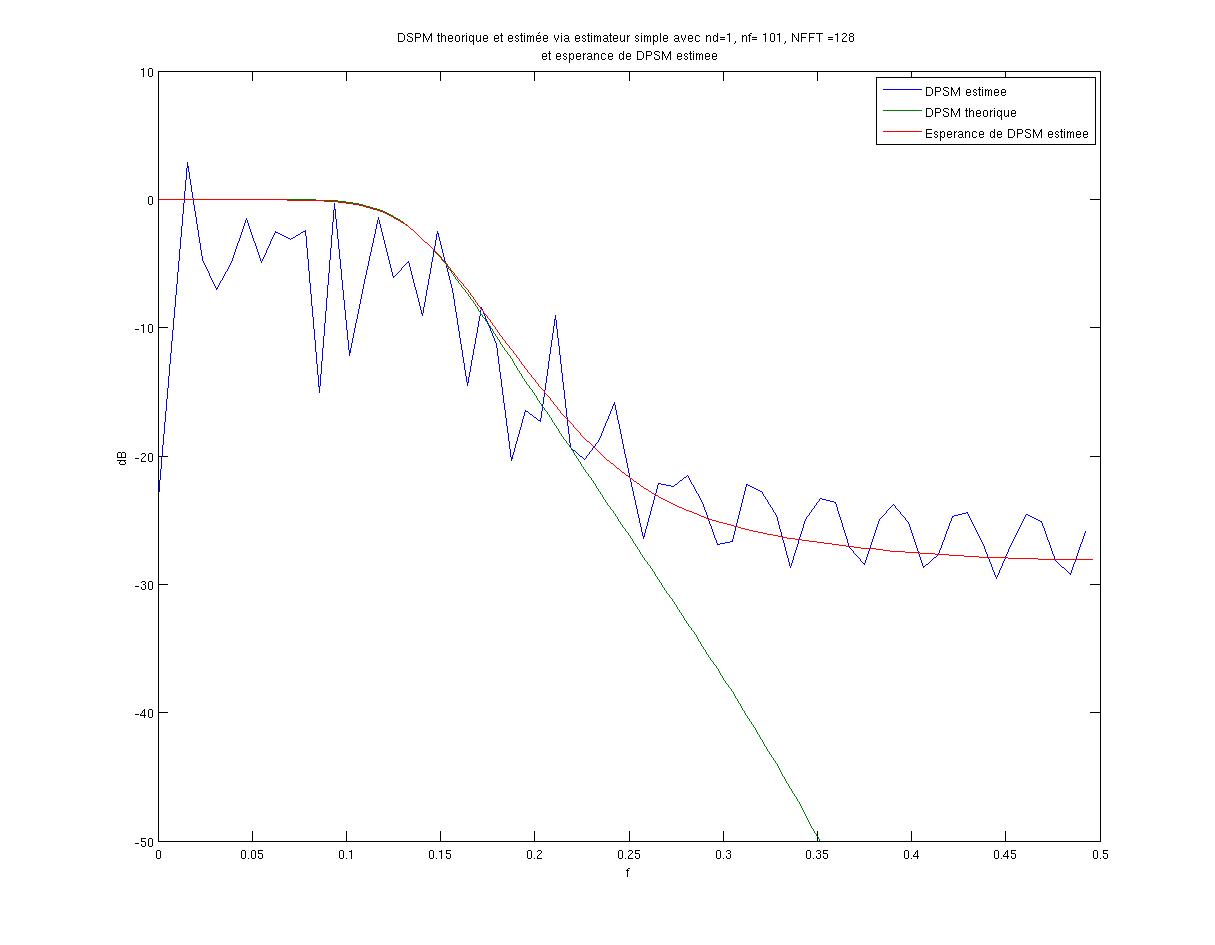 DSPM theorique et estimée via estimateur simple avec nd=1, nf= 101, NFFT =128
et esperance de DPSM estimee
DPSM estimee
DPSM theorique
Esperance de DPSM estimee
10
0
-10
-20
-30
-40
-50
dB
0 0.05 0.1 0.15 0.2 0.25 0.3 0.35 0.4 0.45 0.5
f